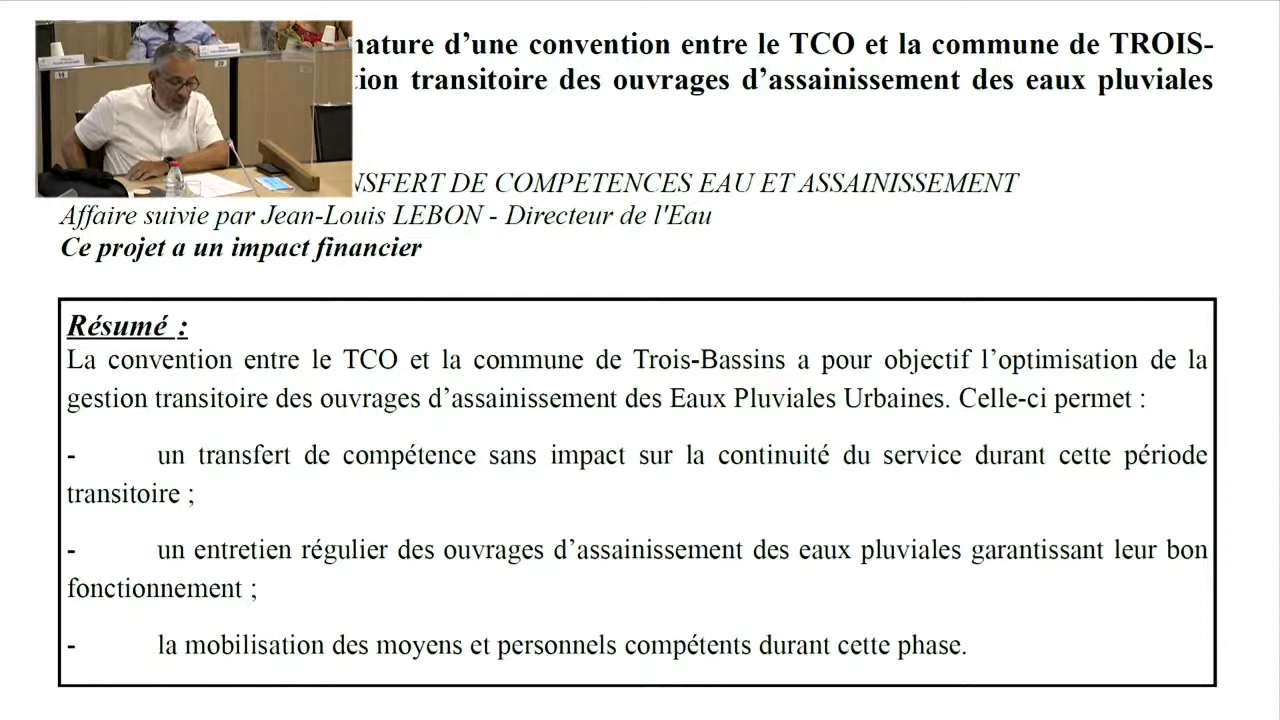 nature d’une convention entre le TCO et la commune de TROIS-
tion transitoire des ouvrages d’assainissement des eaux pluviales
NSFERT DE COMPETENCES EAU ET ASSAINISSEMENT
Affaire suivie par Jean-Louis LEBON - Directeur de l'Eau
Ce projet a un impact financier
Résumé :
La convention entre le TCO et la commune de Trois-Bassins a pour objectif l’optimisation de la
gestion transitoire des ouvrages d’assainissement des Eaux Pluviales Urbaines. Celle-ci permet :
- un transfert de compétence sans impact sur la continuité du service durant cette période
transitoire ;
- un entretien régulier des ouvrages d’assainissement des eaux pluviales garantissant leur bon
fonctionnement ;
- la mobilisation des moyens et personnels compétents durant cette phase.